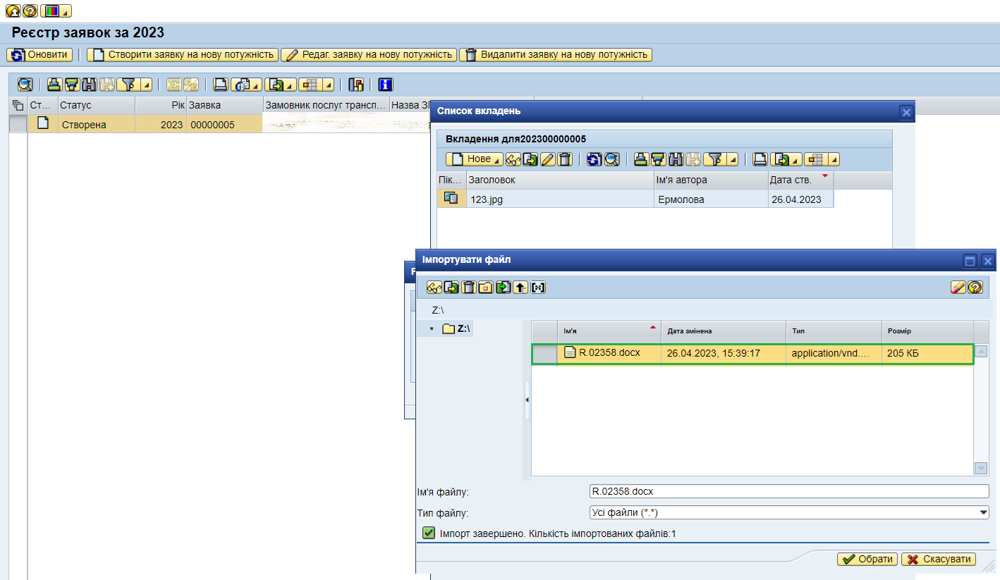 Реєстр заявок за 2023
Оновити Створити заявку на нову потужність Редаг. заявку на нову потужність Видалити заявку на нову потужність
Ст... Статус Рік Заявка Замовник послуг трансп... Назва
Створена 2023 00000005
Список вкладень
Вкладення для202300000005
Нове
Пік... Заголовок Ім'я автора Дата ств.
123.jpg Ермолова 26.04.2023
Імпортувати файл
Z:\
Z:\
Ім'я Дата змінена Тип Розмір
R.02358.docx 26.04.2023, 15:39:17 application/vnd.... 205 КБ
Ім'я файлу: R.02358.docx
Тип файлу: Усі файли (*.*)
Імпорт завершено. Кількість імпортованих файлів:1
Обрати Скасувати